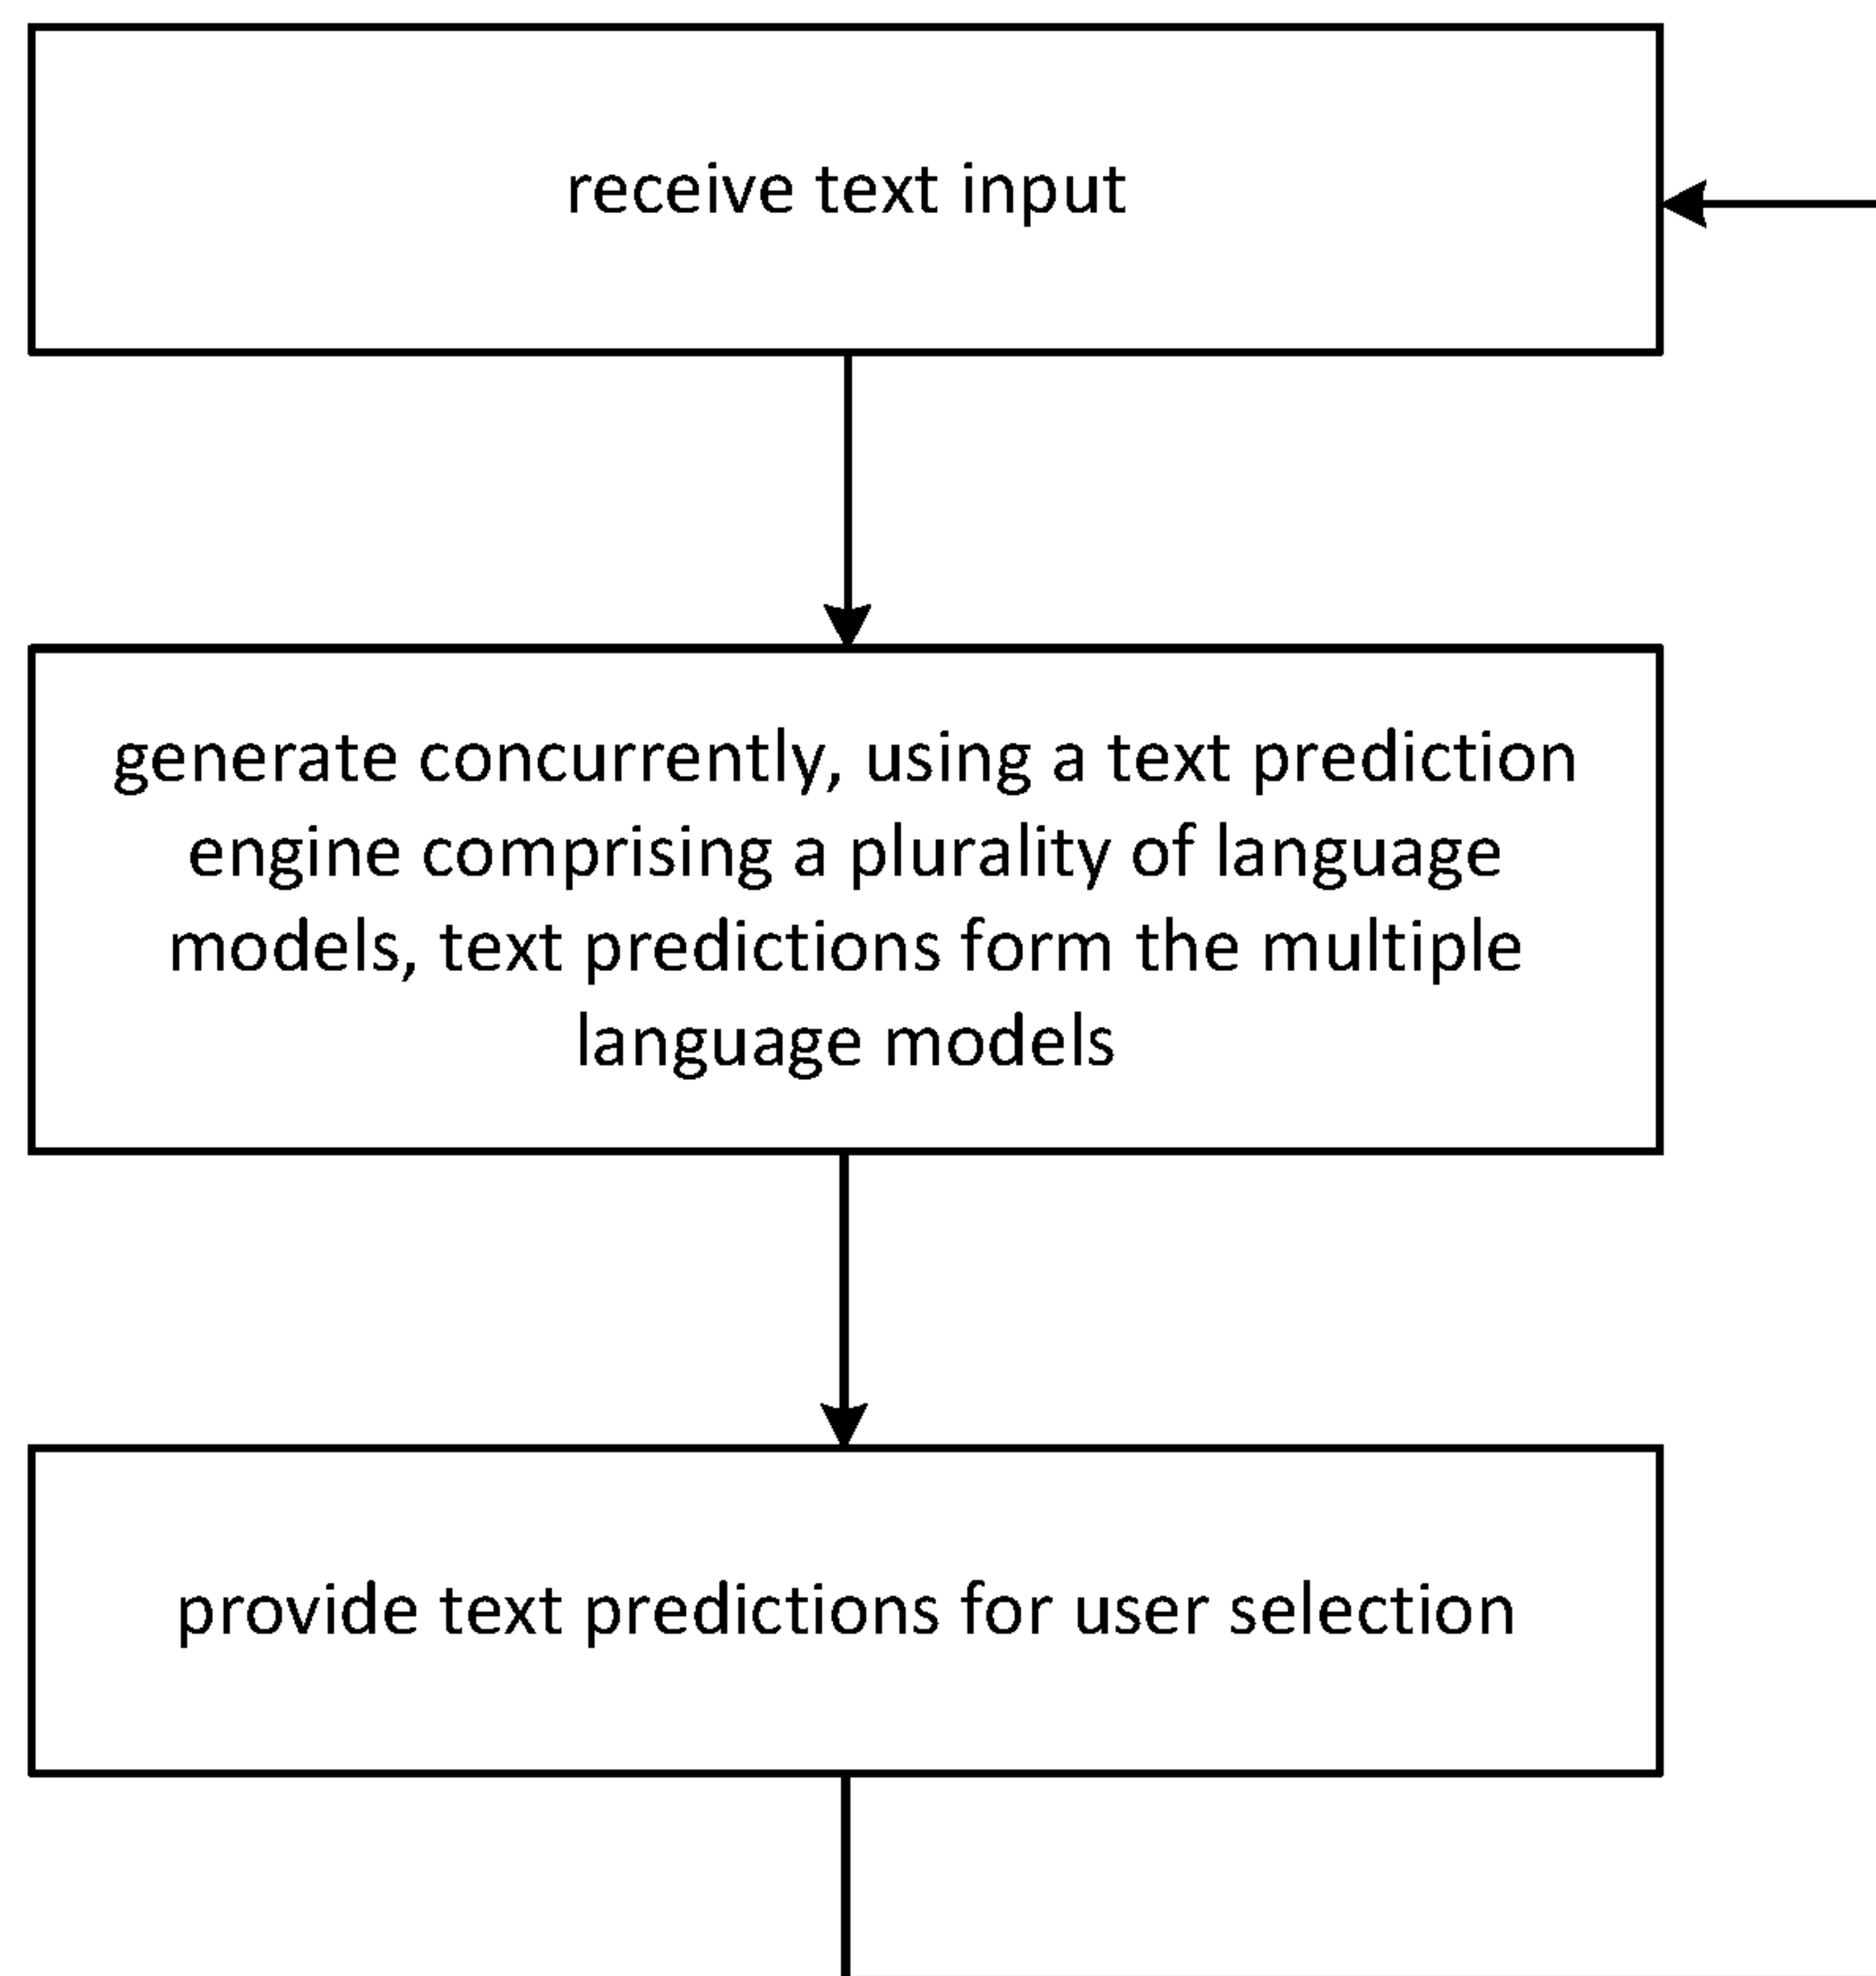 receive text input
generate concurrently, using a text prediction
engine comprising a plurality of language
models, text predictions form the multiple
language models
provide text predictions for user selection